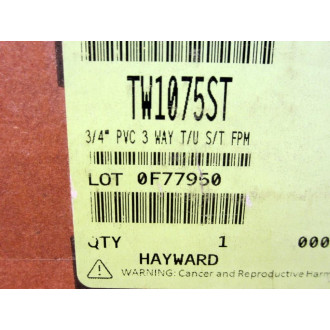 TW1075ST
3/4" PVC 3 WAY T/U S/T FPM
LOT 0F77950
QTY 1 000
HAYWARD
WARNING: Cancer and Reproductive Harm